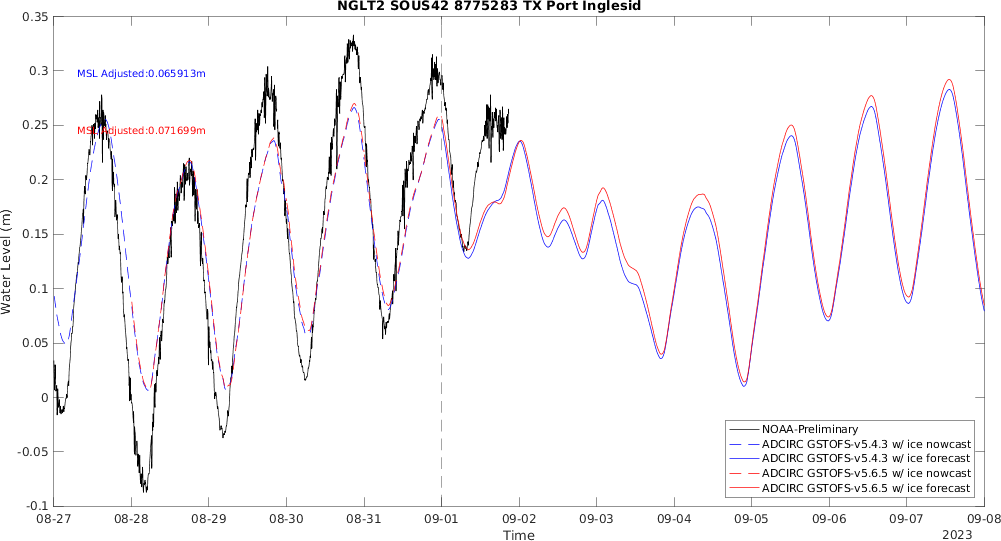 NGLT2 SOUS42 8775283 TX Port Inglesid
0.35
0.3
0.25
0.2
0.15
0.1
0.05
0
-0.05
-0.1
Water Level (m)
MSL Adjusted:0.065913m
MSL Adjusted:0.071699m
NOAA-Preliminary
ADCIRC GSTOFS-v5.4.3 w/ ice nowcast
ADCIRC GSTOFS-v5.4.3 w/ ice forecast
ADCIRC GSTOFS-v5.6.5 w/ ice nowcast
ADCIRC GSTOFS-v5.6.5 w/ ice forecast
08-27 08-28 08-29 08-30 08-31 09-01 09-02 09-03 09-04 09-05 09-06 09-07 09-08
Time
2023